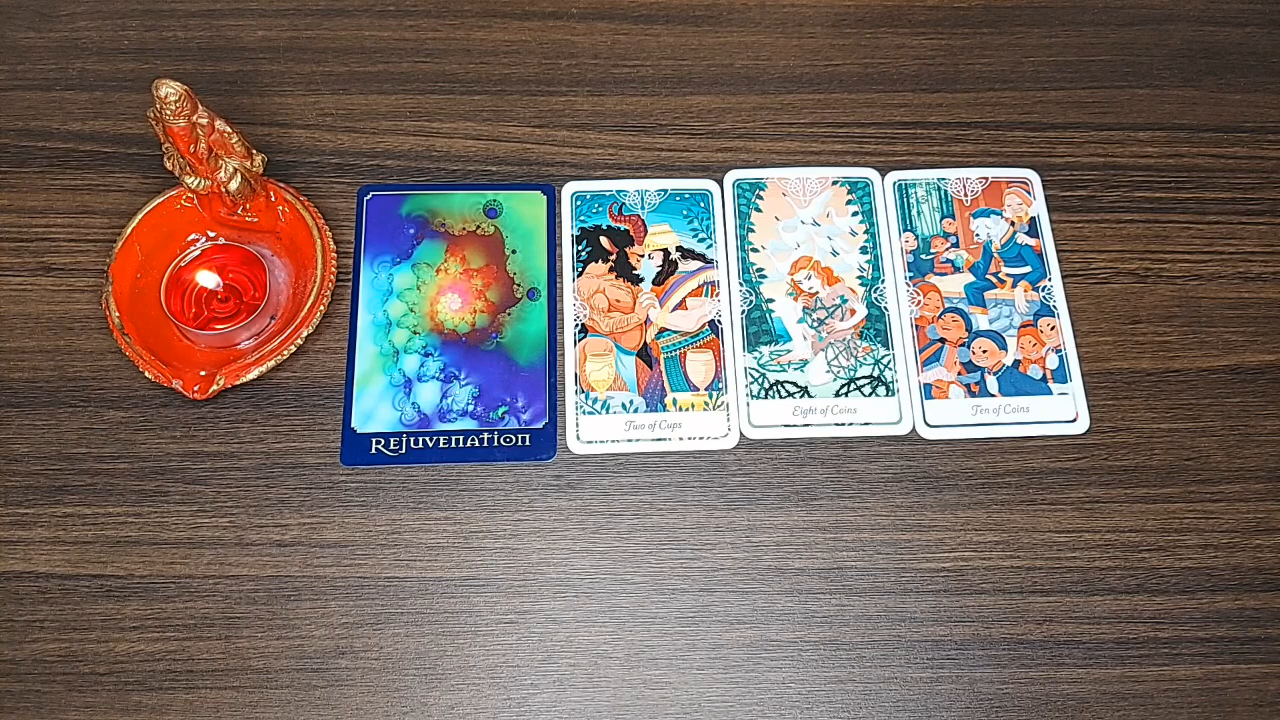 Rejuvenation
Two of Cups
Eight of Coins
Ten of Coins